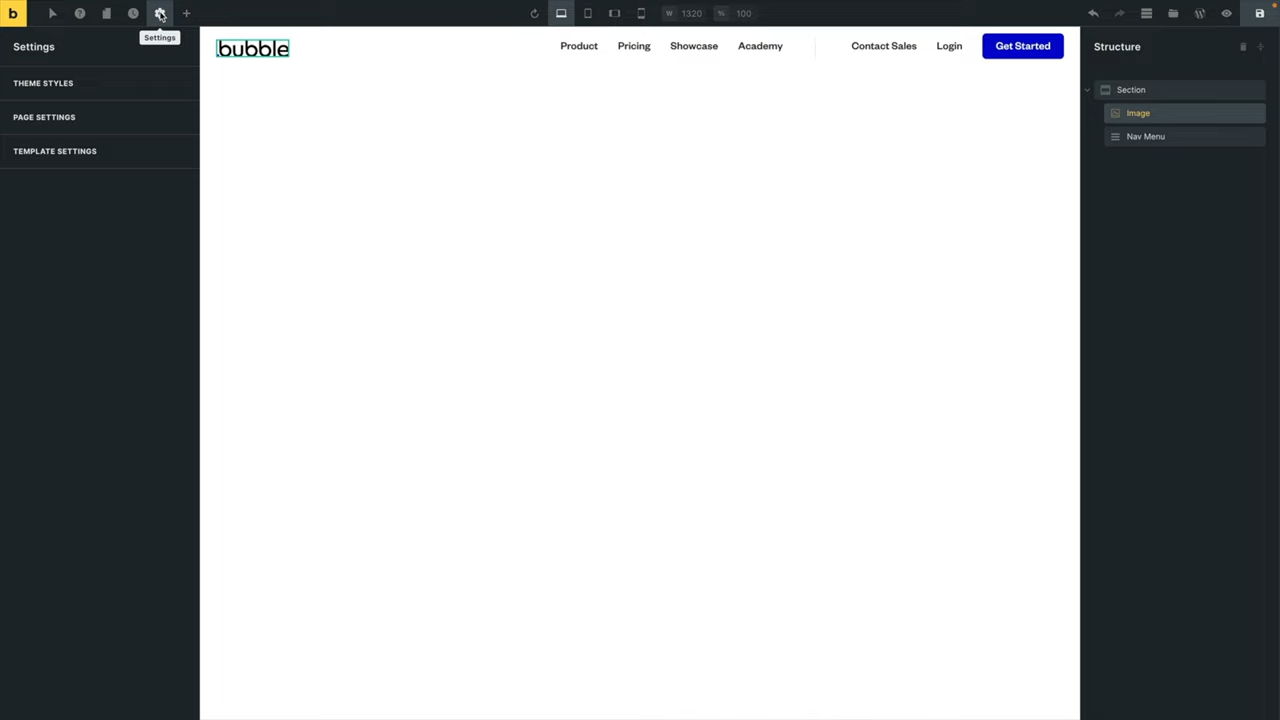 b
W 1320 % 100
Settings
Settings
THEME STYLES
PAGE SETTINGS
TEMPLATE SETTINGS
bubble
Product Pricing Showcase Academy Contact Sales Login Get Started
Structure
Section
Image
Nav Menu